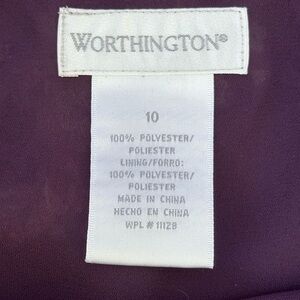 WORTHINGTON®
10
100% POLYESTER/
POLIESTER
LINING/FORRO:
100% POLYESTER/
POLIESTER
MADE IN CHINA
HECHO EN CHINA
WPL # 11128